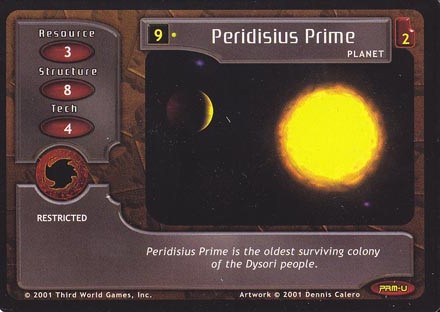 Resource
3
Structure
8
Tech
4
RESTRICTED
9
Peridisius Prime
PLANET
2
Peridisius Prime is the oldest surviving colony
of the Dysori people.
PRM-U
© 2001 Third World Games, Inc.
Artwork © 2001 Dennis Calero